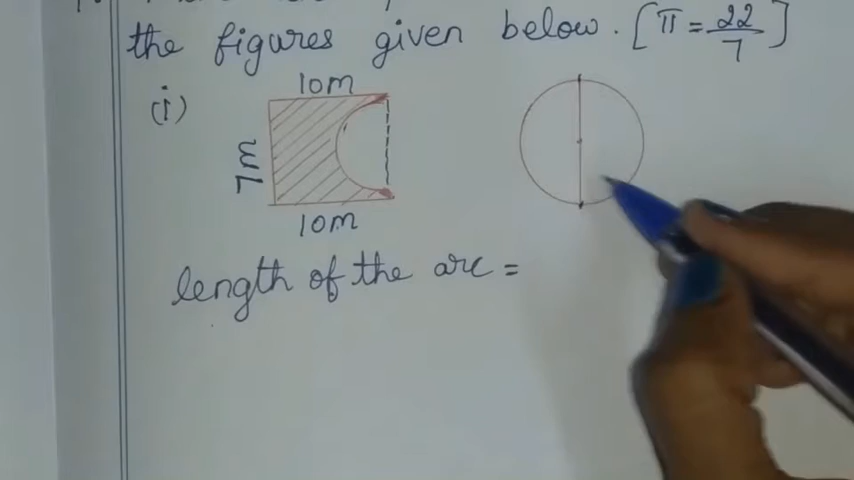 the figures given below. [π = 22/7]
(i)
10m
7m
10m
length of the arc =